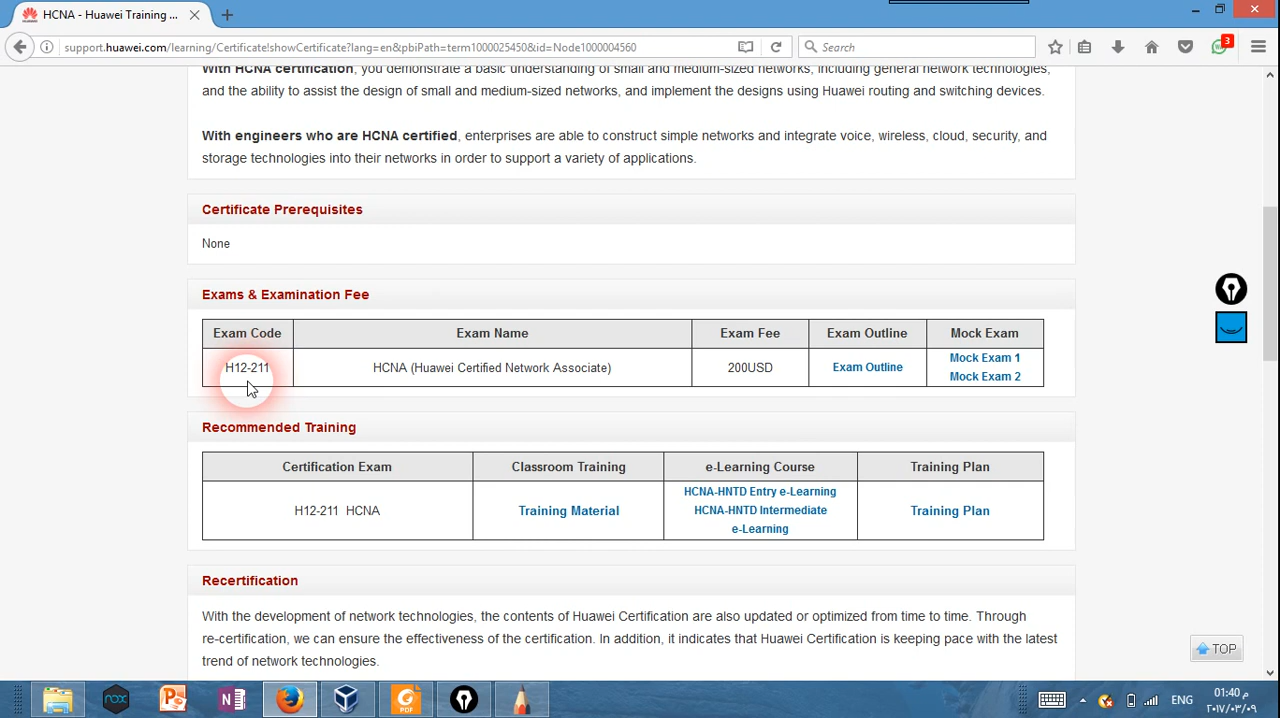 HCNA - Huawei Training ...
support.huawei.com/learning/Certificate!showCertificate?lang=en&pbiPath=term1000025450&id=Node1000004560
Search
3
With HCNA certification, you demonstrate a basic understanding of small and medium-sized networks, including general network technologies,
and the ability to assist the design of small and medium-sized networks, and implement the designs using Huawei routing and switching devices.
With engineers who are HCNA certified, enterprises are able to construct simple networks and integrate voice, wireless, cloud, security, and
storage technologies into their networks in order to support a variety of applications.
Certificate Prerequisites
None
Exams & Examination Fee
Exam Code Exam Name Exam Fee Exam Outline Mock Exam
H12-211 HCNA (Huawei Certified Network Associate) 200USD Exam Outline Mock Exam 1
Mock Exam 2
Recommended Training
Certification Exam Classroom Training e-Learning Course Training Plan
H12-211 HCNA Training Material HCNA-HNTD Entry e-Learning
HCNA-HNTD Intermediate
e-Learning
Training Plan
Recertification
With the development of network technologies, the contents of Huawei Certification are also updated or optimized from time to time. Through
re-certification, we can ensure the effectiveness of the certification. In addition, it indicates that Huawei Certification is keeping pace with the latest
trend of network technologies.
TOP
nox
PDF
ENG
01:40 م
٢٠١٧/٠٣/٠٩